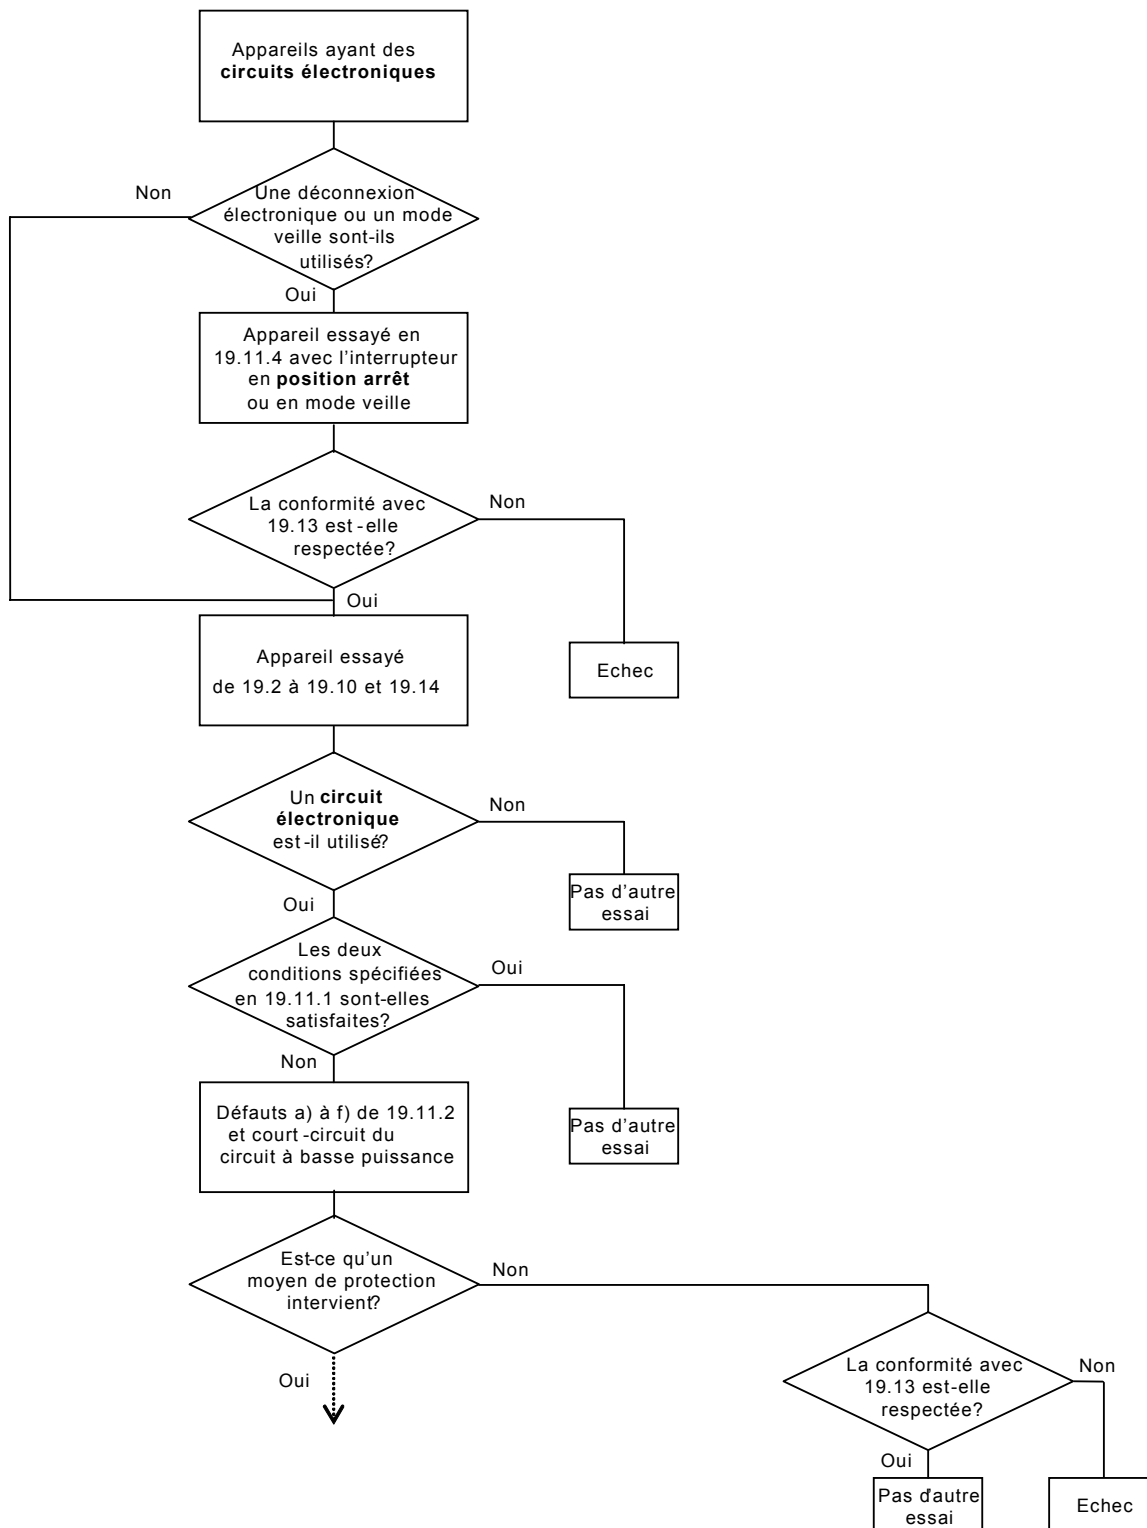 Appareils ayant des
circuits électroniques
Non
Une déconnexion
électronique ou un mode
veille sont-ils
utilisés?
Oui
Appareil essayé en
19.11.4 avec l'interrupteur
en position arrêt
ou en mode veille
La conformité avec
19.13 est-elle
respectée?
Non
Oui
Appareil essayé
de 19.2 à 19.10 et 19.14
Echec
Un circuit
électronique
est-il utilisé?
Non
Pas d'autre
essai
Oui
Les deux
conditions spécifiées
en 19.11.1 sont-elles
satisfaites?
Oui
Non
Défauts a) à f) de 19.11.2
et court-circuit du
circuit à basse puissance
Pas d'autre
essai
Est-ce qu'un
moyen de protection
intervient?
Non
Oui
La conformité avec
19.13 est-elle
respectée?
Non
Oui
Pas d'autre
essai
Echec